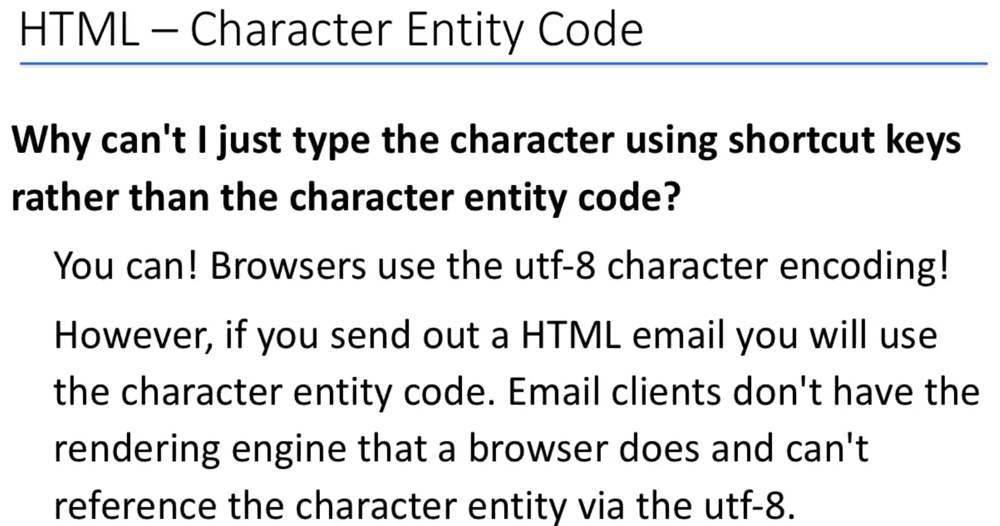 HTML – Character Entity Code
Why can't I just type the character using shortcut keys
rather than the character entity code?
You can! Browsers use the utf-8 character encoding!
However, if you send out a HTML email you will use
the character entity code. Email clients don't have the
rendering engine that a browser does and can't
reference the character entity via the utf-8.